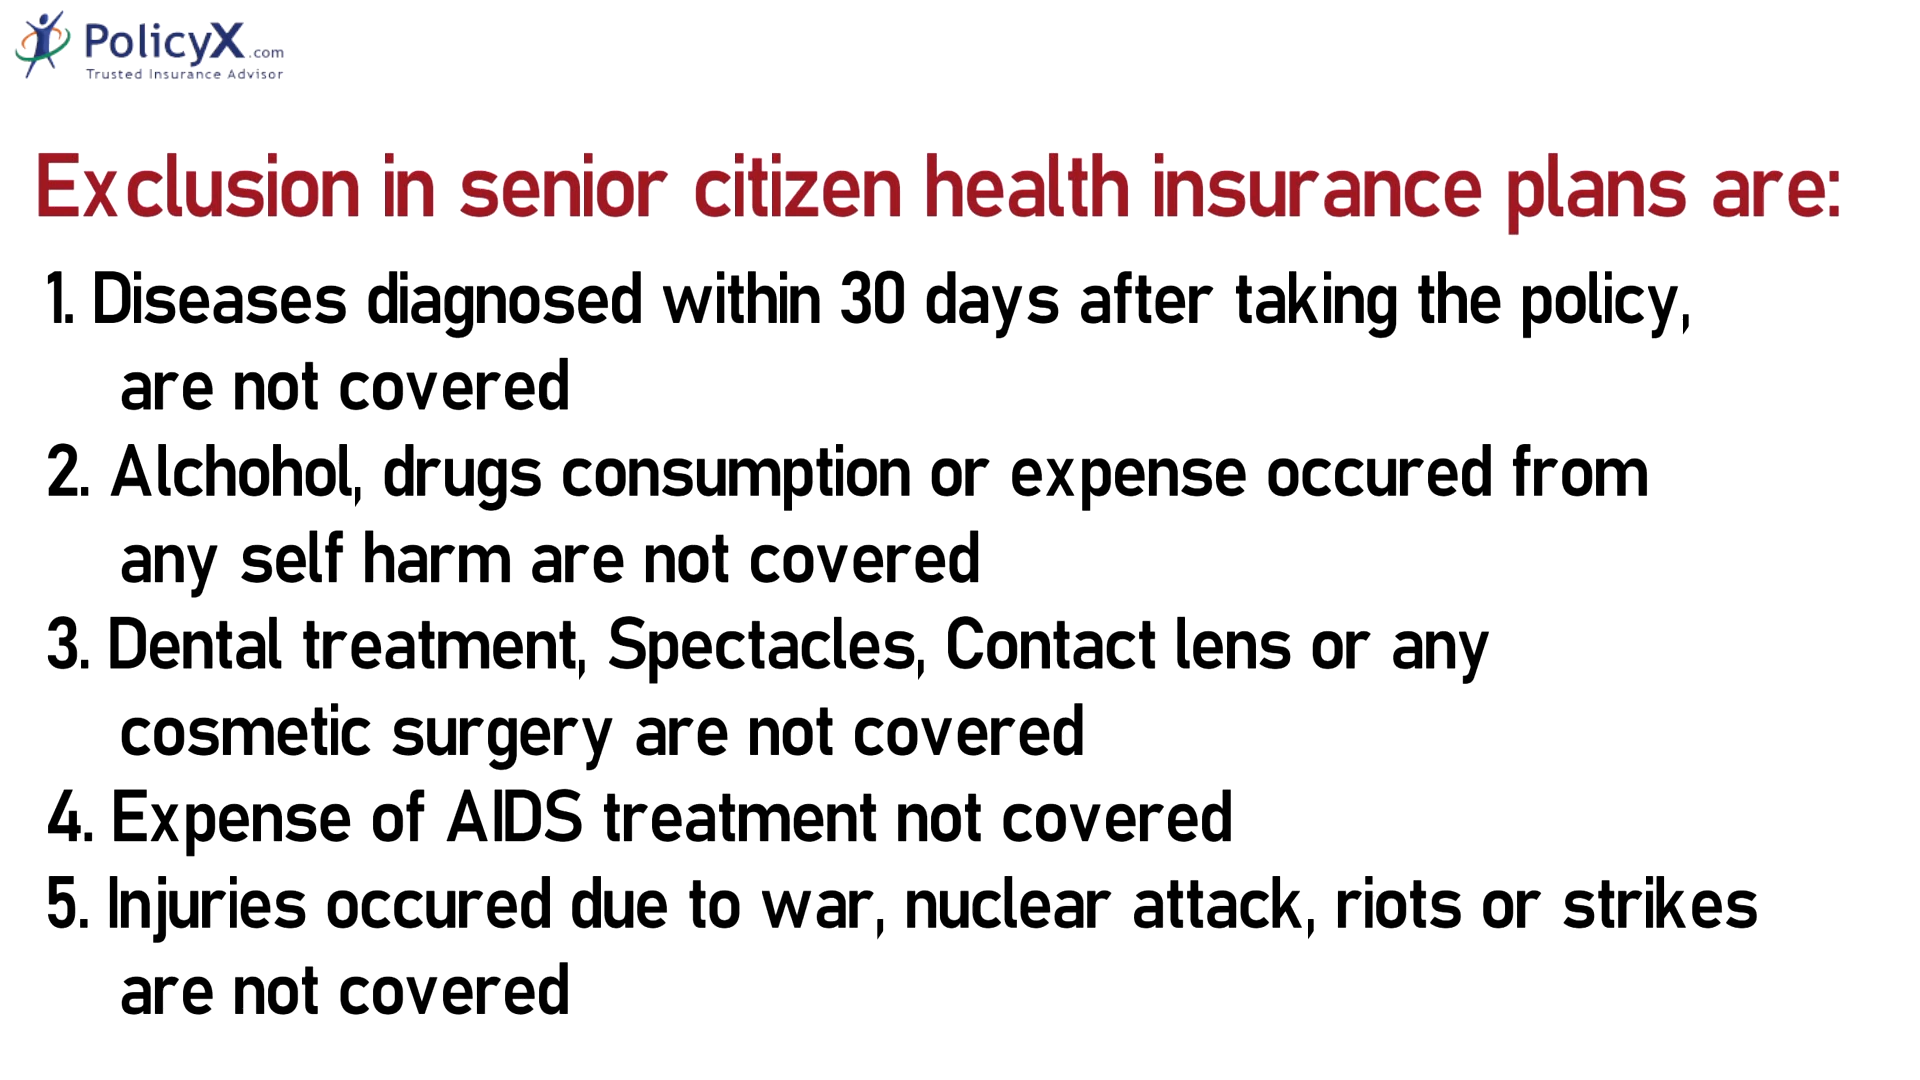 PolicyX.com
Trusted Insurance Advisor
Exclusion in senior citizen health insurance plans are:
1. Diseases diagnosed within 30 days after taking the policy,
are not covered
2. Alchohol, drugs consumption or expense occured from
any self harm are not covered
3. Dental treatment, Spectacles, Contact lens or any
cosmetic surgery are not covered
4. Expense of AIDS treatment not covered
5. Injuries occured due to war, nuclear attack, riots or strikes
are not covered